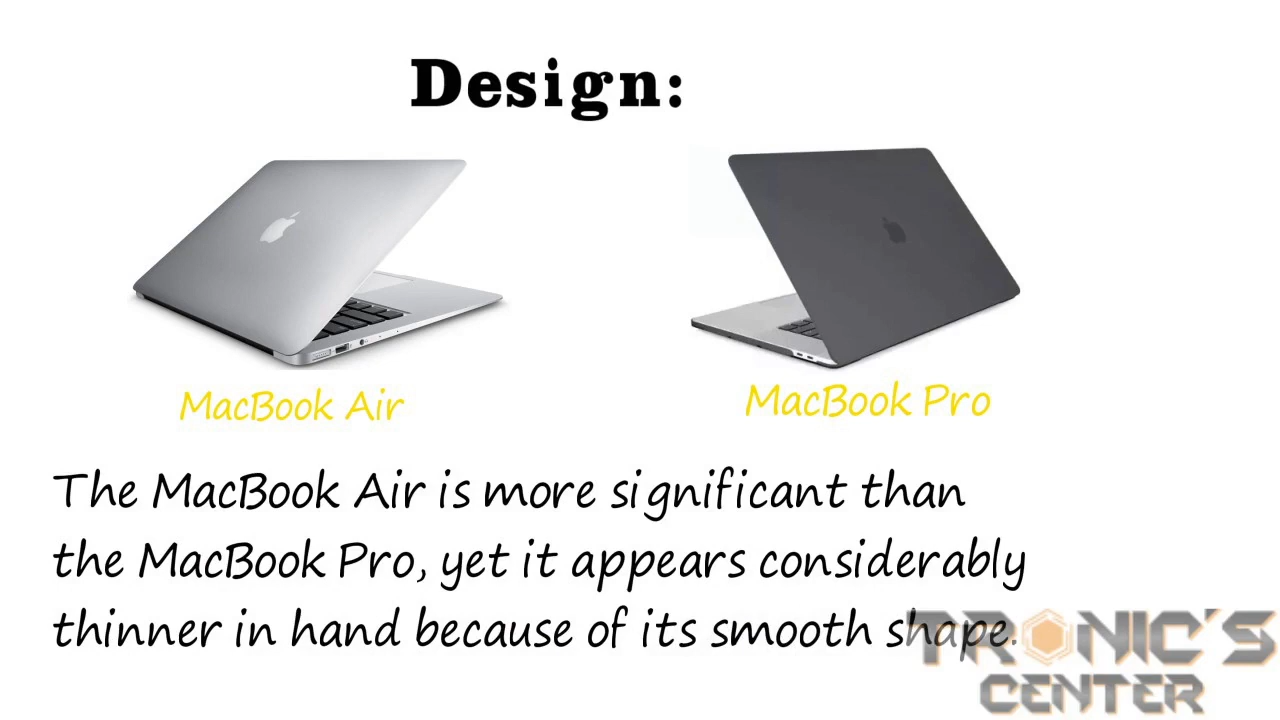 Design:
MacBook Air
MacBook Pro
The MacBook Air is more significant than
the MacBook Pro, yet it appears considerably
thinner in hand because of its smooth shape.
TRONIC'S
CENTER